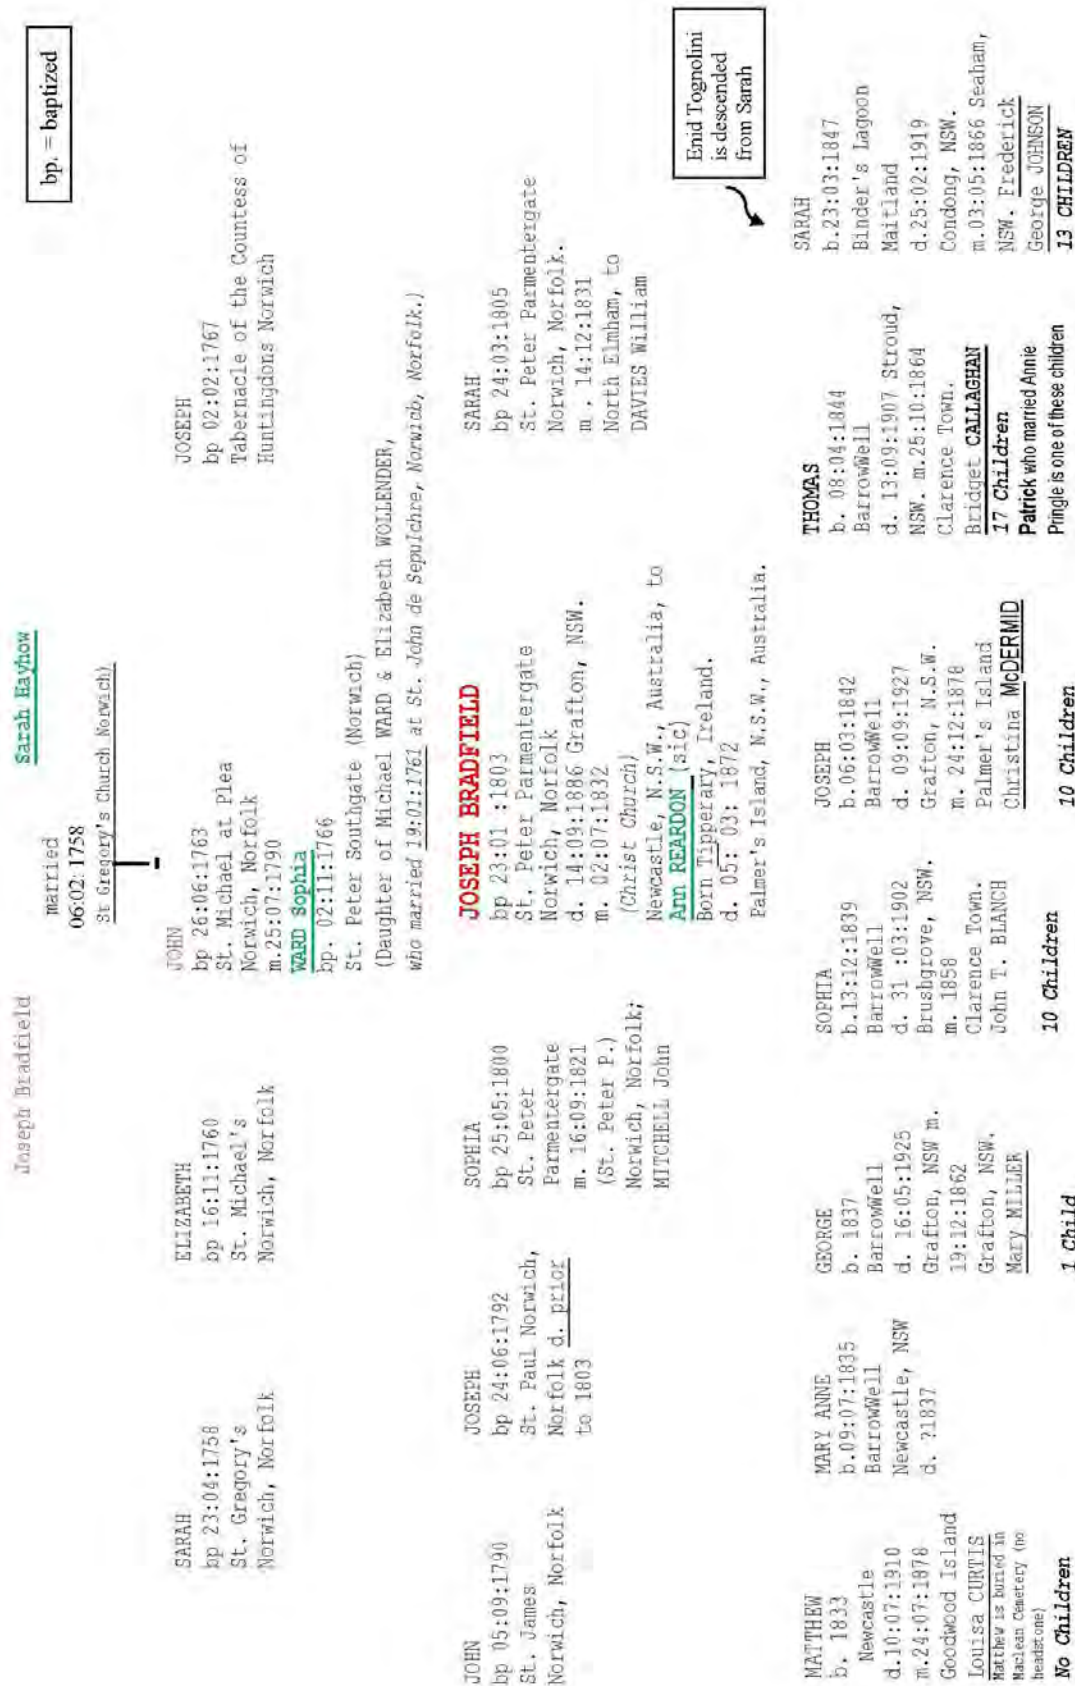 bp. = baptized
Joseph Bradfield
married
06:02: 1758
St Gregory's Church Norwich)
Sarah Hayhow
SARAH
bp 23:04:1758
St. Gregory's
Norwich, Norfolk
ELIZABETH
bp 16:11:1760
St. Michael's
Norwich, Norfolk
JOHN
bp 26:06:1763
St. Michael at Plea
Norwich, Norfolk
m.25:07:1790
WARD Sophia
bp. 02:11:1766
St. Peter Southgate (Norwich)
(Daughter of Michael WARD & Elizabeth WOLLENDER,
who married 19:01:1761 at St. John de Sepulchre, Norwich, Norfolk.)
JOSEPH
bp 02:02:1767
Tabernacle of the Countess of
Huntingdons Norwich
JOHN
bp 05:09:1790
St. James
Norwich, Norfolk
JOSEPH
bp 24:06:1792
St. Paul Norwich,
Norfolk d. prior
to 1803
SOPHIA
bp 25:05:1800
St. Peter
Parmentergate
m. 16:09:1821
(St. Peter P.)
Norwich, Norfolk;
MITCHELL John
JOSEPH BRADFIELD
bp 23:01 :1803
St. Peter Parmentergate
Norwich, Norfolk
d. 14:09:1886 Grafton, NSW.
m. 02:07:1832
(Christ Church)
Newcastle, N.S.W., Australia, to
Ann REARDON (sic)
Born Tipperary, Ireland.
d. 05: 03: 1872
Palmer's Island, N.S.W., Australia.
SARAH
bp 24:03:1805
St. Peter Parmentergate
Norwich, Norfolk.
m . 14:12:1831
North Elmham, to
DAVIES William
Enid Tognolini
is descended
from Sarah
MATTHEW
b. 1833
Newcastle
d.10:07:1910
m.24:07:1878
Goodwood Island
Louisa CURTIS
Matthew is buried in
Maclean Cemetery (no
headstone)
No Children
MARY ANNE
b.09:07:1835
BarrowWell
Newcastle, NSW
d. ?1837
GEORGE
b. 1837
BarrowWell
d. 16:05:1925
Grafton, NSW m.
19:12:1862
Grafton, NSW.
Mary MILLER
1 Child
SOPHIA
b.13:12:1839
BarrowWell
d. 31 :03:1902
Brushgrove, NSW.
m. 1858
Clarence Town.
John T. BLANCH
10 Children
JOSEPH
b.06:03:1842
BarrowWell
d. 09:09:1927
Grafton, N.S.W.
m. 24:12:1878
Palmer's Island
Christina McDERMID
10 Children
THOMAS
b. 08:04:1844
BarrowWell
d. 13:09:1907 Stroud,
NSW. m.25:10:1864
Clarence Town.
Bridget CALLAGHAN
17 Children
Patrick who married Annie
Pringle is one of these children
SARAH
b.23:03:1847
Binder's Lagoon
Maitland
d.25:02:1919
Condong, NSW.
m.03:05:1866 Seaham,
NSW. Frederick
George JOHNSON
13 CHILDREN